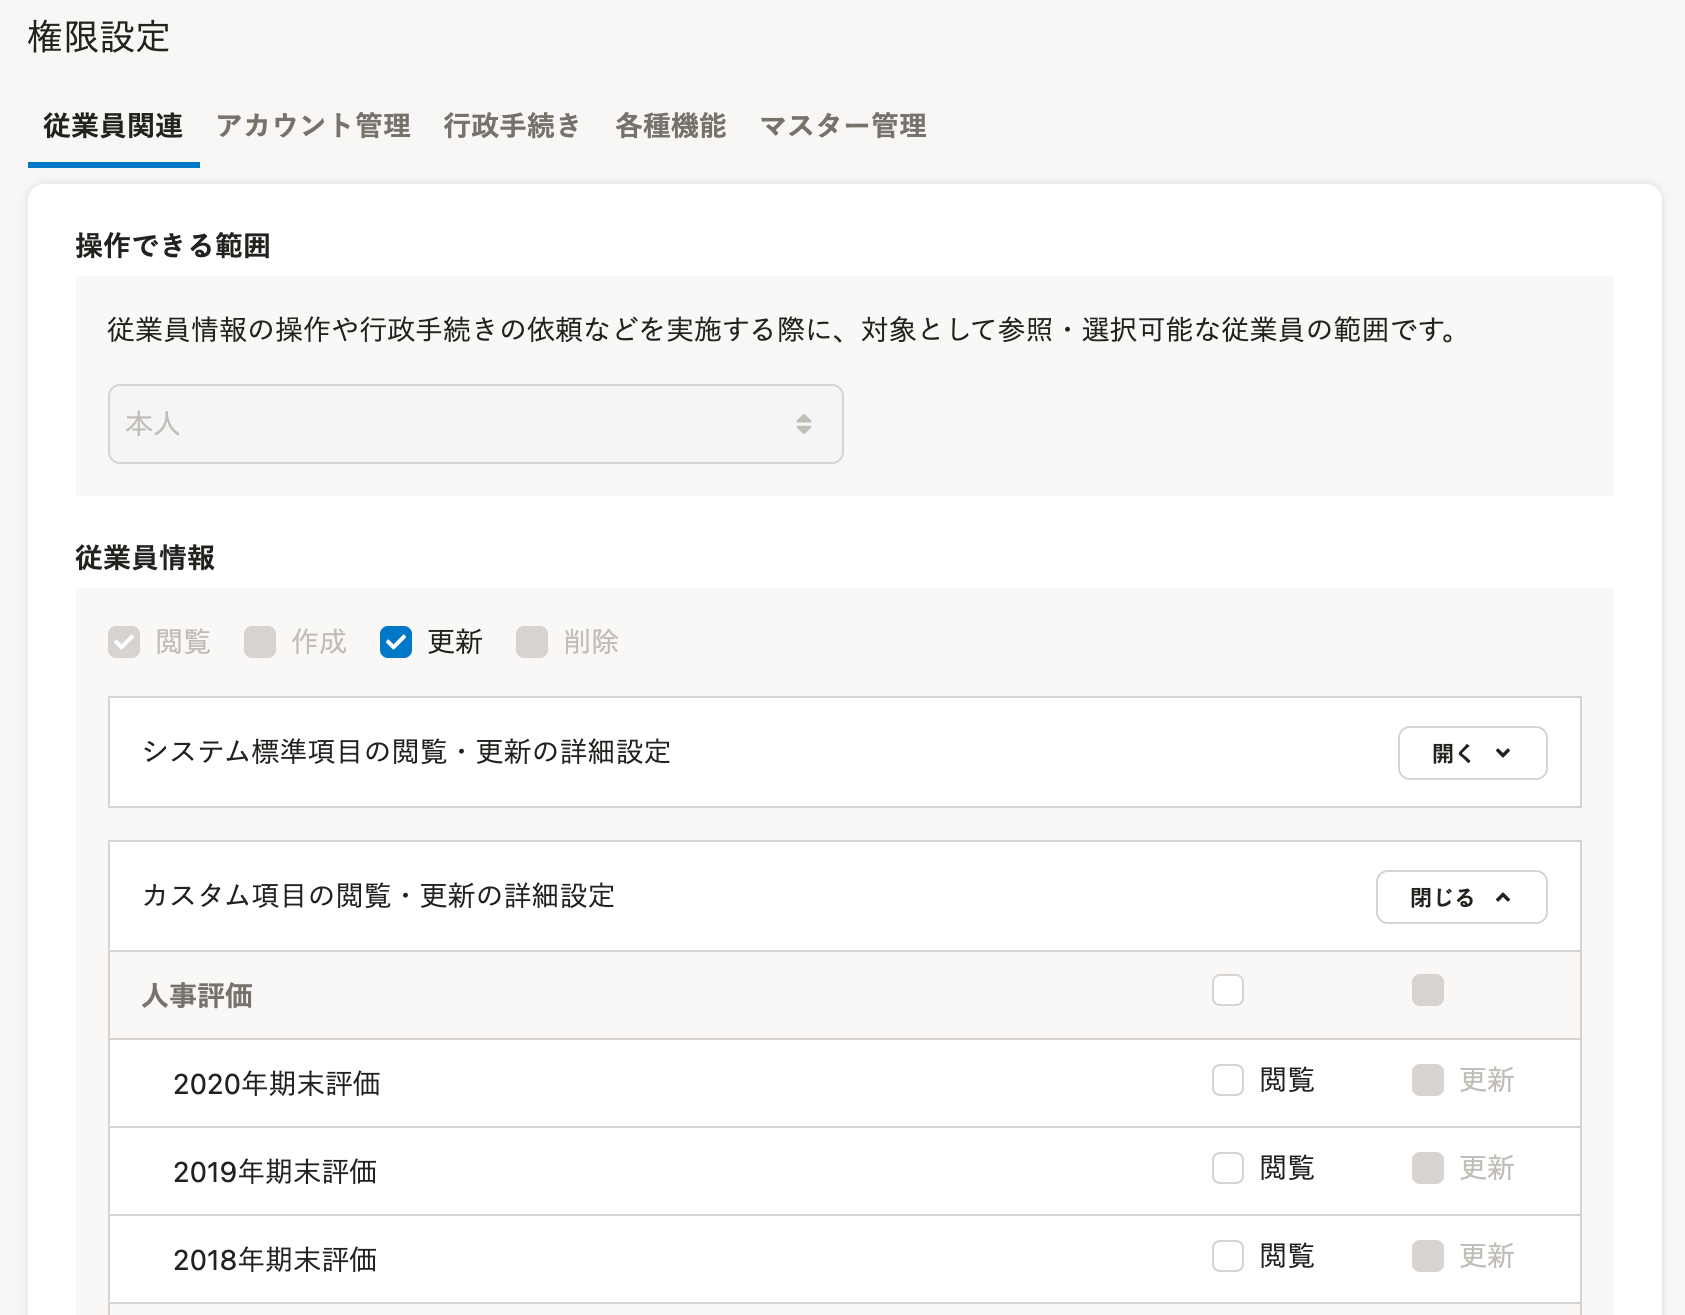 権限設定
従業員関連 アカウント管理 行政手続き 各種機能 マスター管理
操作できる範囲
従業員情報の操作や行政手続きの依頼などを実施する際に、対象として参照・選択可能な従業員の範囲です。
本人
従業員情報
閲覧 作成 更新 削除
システム標準項目の閲覧・更新の詳細設定 開く
カスタム項目の閲覧・更新の詳細設定 閉じる
人事評価
2020年期末評価 閲覧 更新
2019年期末評価 閲覧 更新
2018年期末評価 閲覧 更新